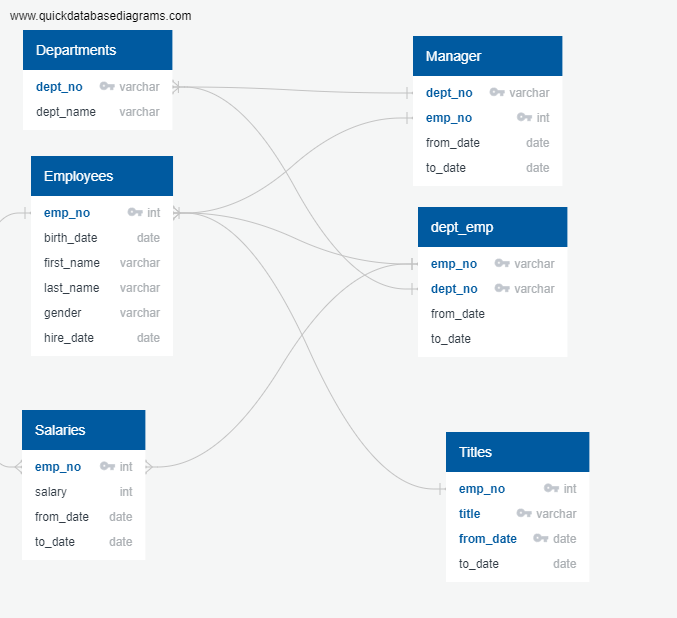 www.quickdatabasediagrams.com
Departments
dept_no varchar
dept_name varchar
Employees
emp_no int
birth_date date
first_name varchar
last_name varchar
gender varchar
hire_date date
Salaries
emp_no int
salary int
from_date date
to_date date
Manager
dept_no varchar
emp_no int
from_date date
to_date date
dept_emp
emp_no varchar
dept_no varchar
from_date
to_date
Titles
emp_no int
title varchar
from_date date
to_date date